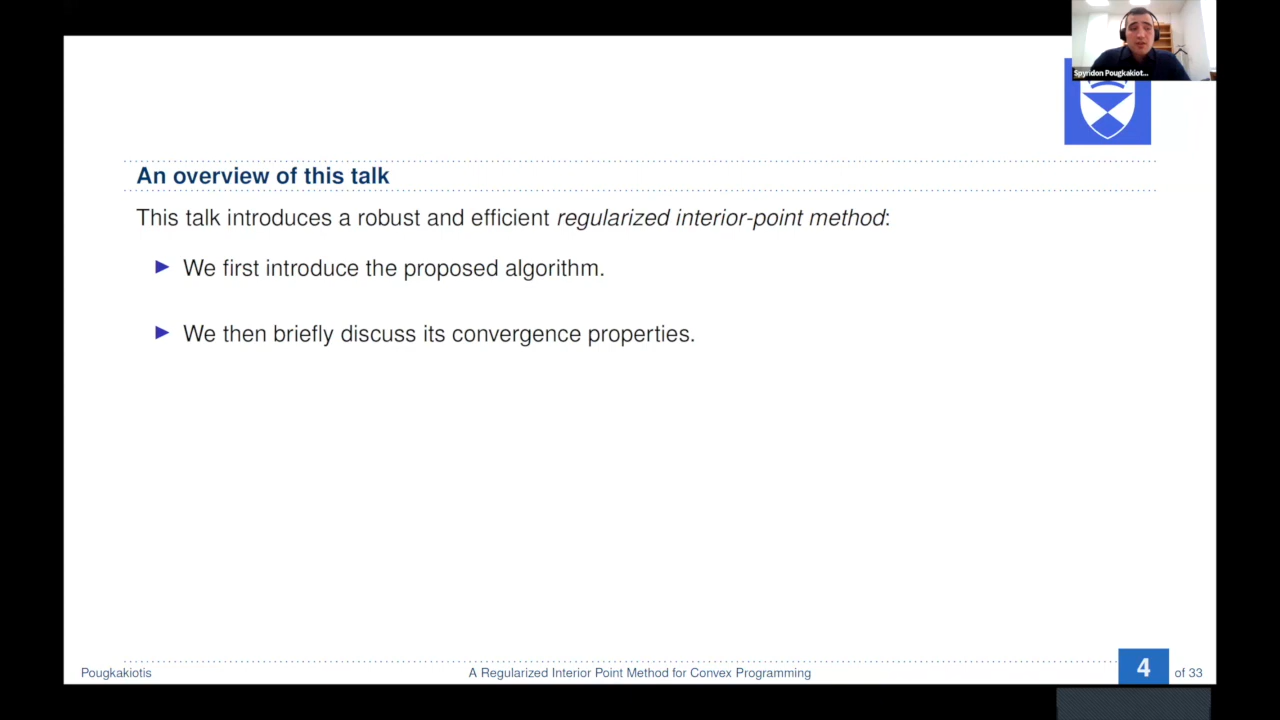 Spyridon Pougkakiot...
An overview of this talk
This talk introduces a robust and efficient regularized interior-point method:
We first introduce the proposed algorithm.
We then briefly discuss its convergence properties.
Pougkakiotis
A Regularized Interior Point Method for Convex Programming
4 of 33